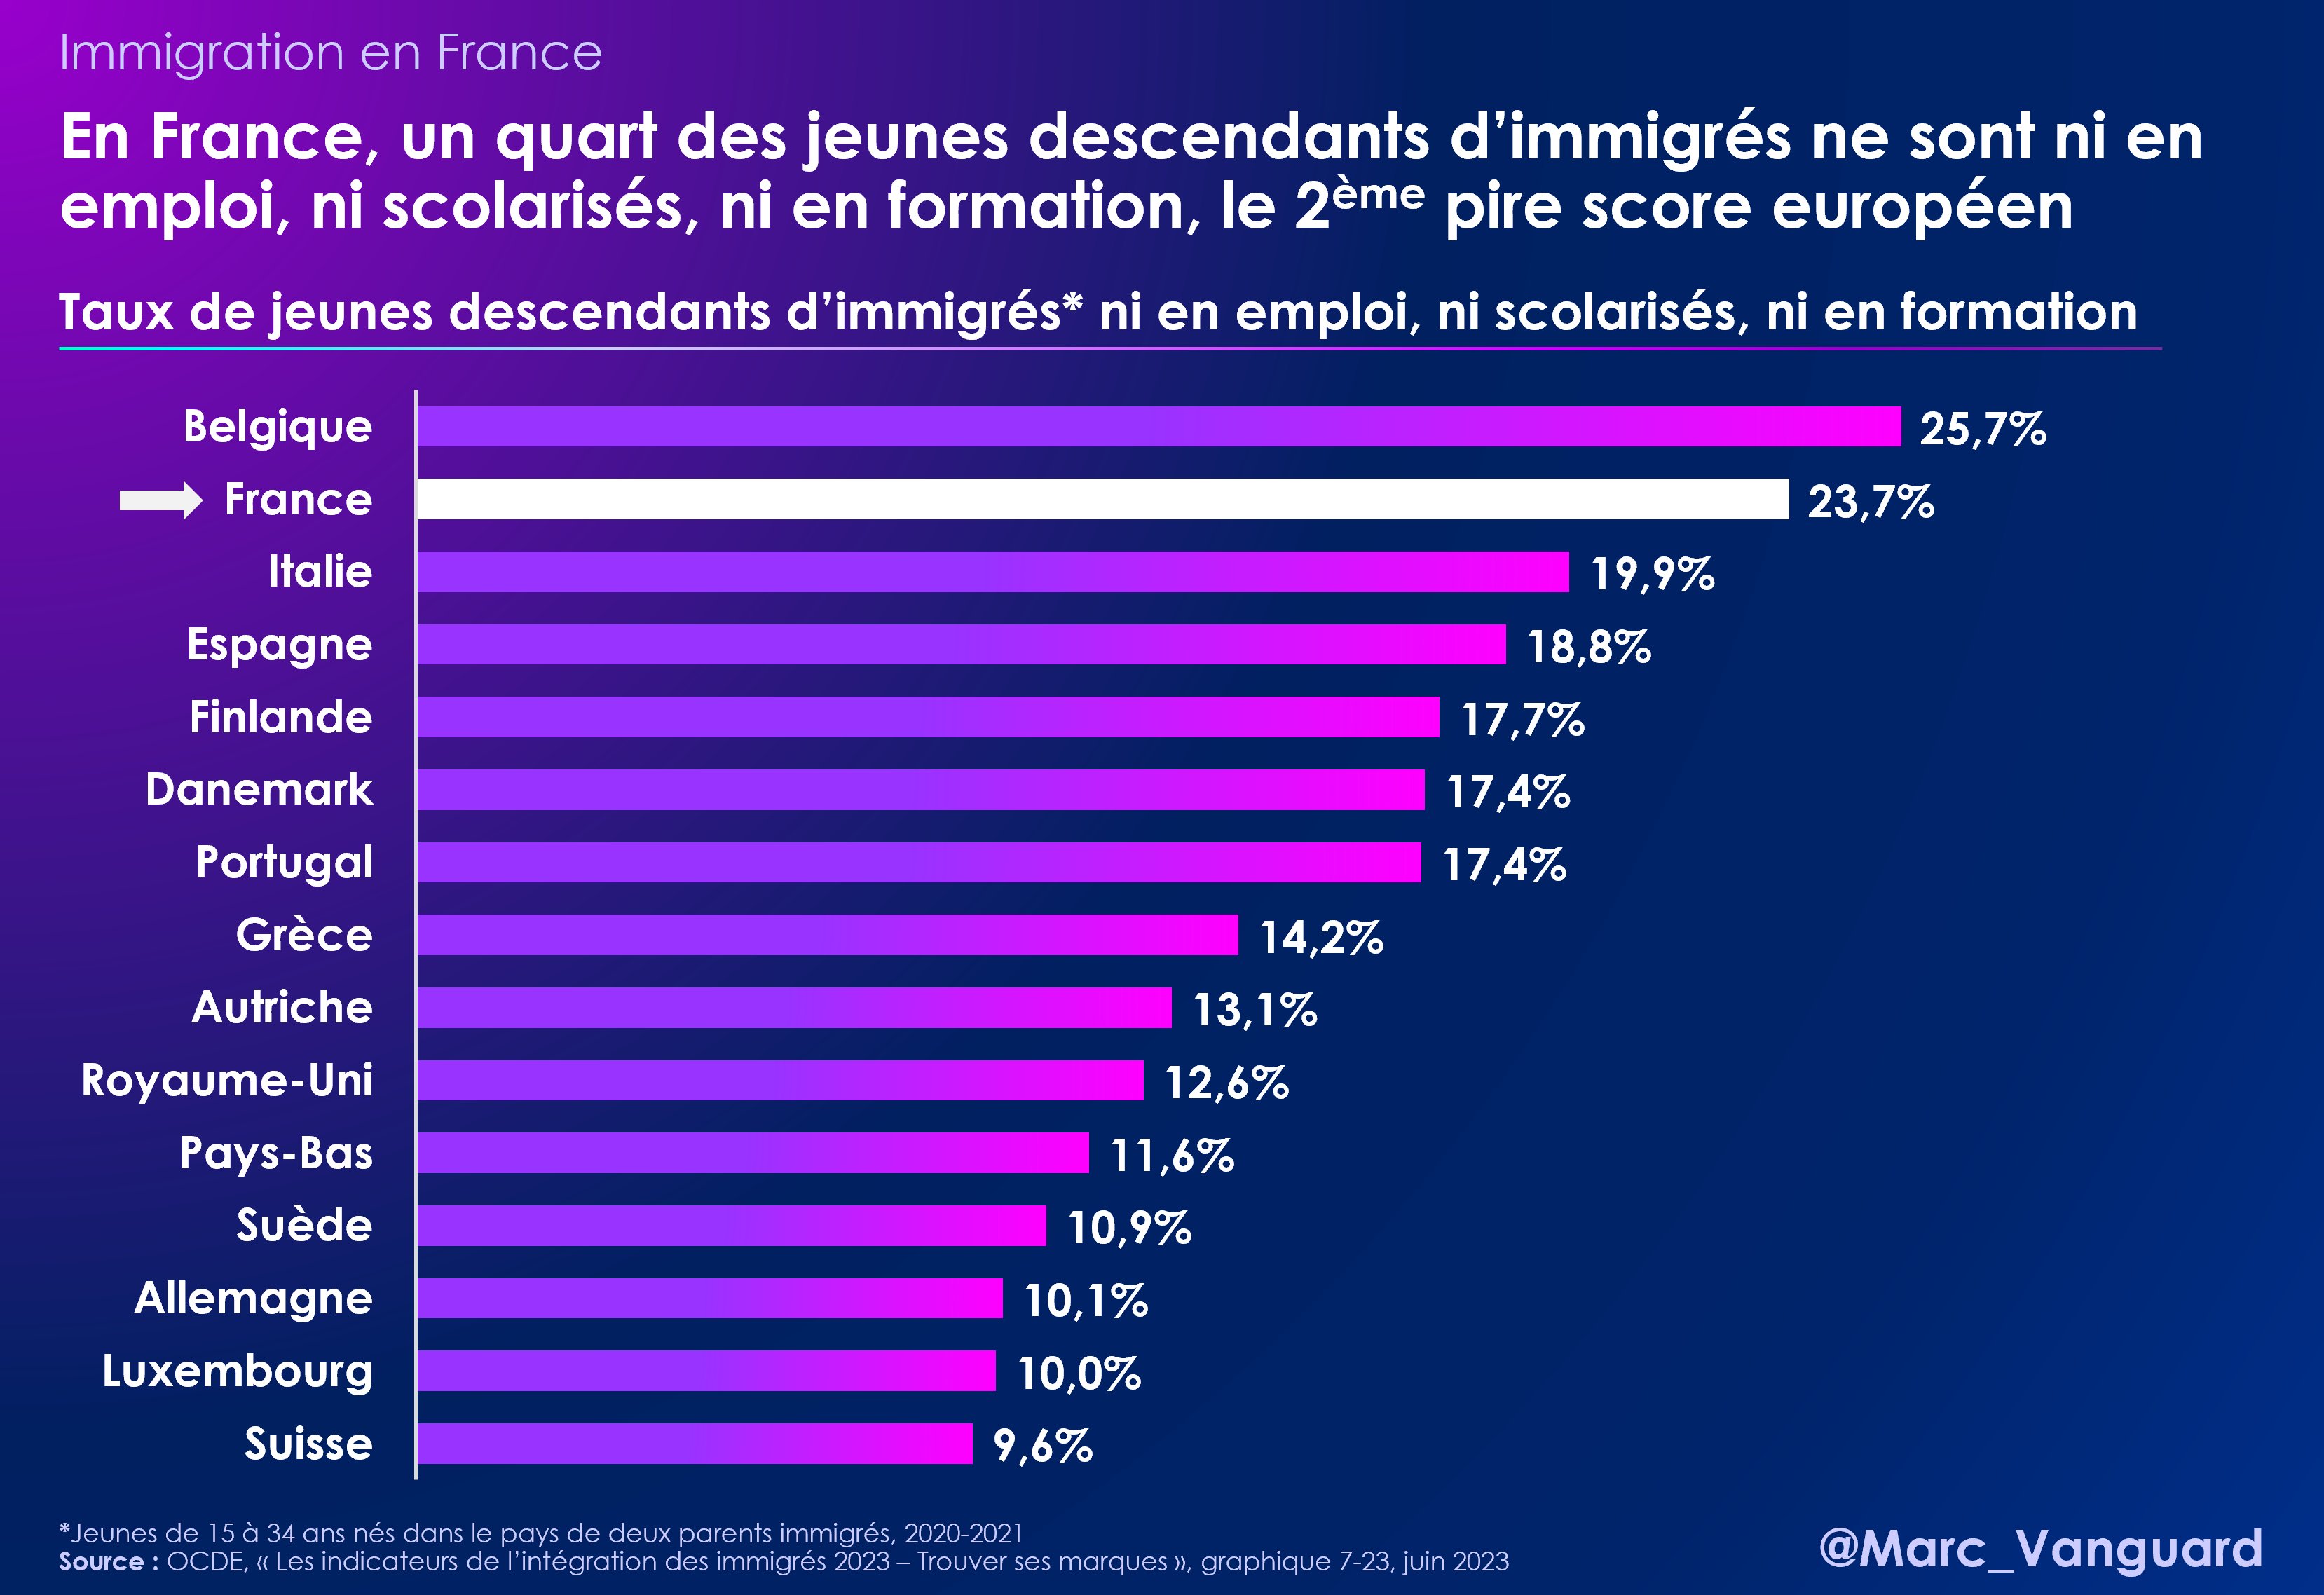 Immigration en France
En France, un quart des jeunes descendants d’immigrés ne sont ni en
emploi, ni scolarisés, ni en formation, le 2ème pire score européen
Taux de jeunes descendants d’immigrés* ni en emploi, ni scolarisés, ni en formation
Belgique 25,7%
France 23,7%
Italie 19,9%
Espagne 18,8%
Finlande 17,7%
Danemark 17,4%
Portugal 17,4%
Grèce 14,2%
Autriche 13,1%
Royaume-Uni 12,6%
Pays-Bas 11,6%
Suède 10,9%
Allemagne 10,1%
Luxembourg 10,0%
Suisse 9,6%
*Jeunes de 15 à 34 ans nés dans le pays de deux parents immigrés, 2020-2021
Source : OCDE, « Les indicateurs de l’intégration des immigrés 2023 – Trouver ses marques », graphique 7-23, juin 2023
@Marc_Vanguard